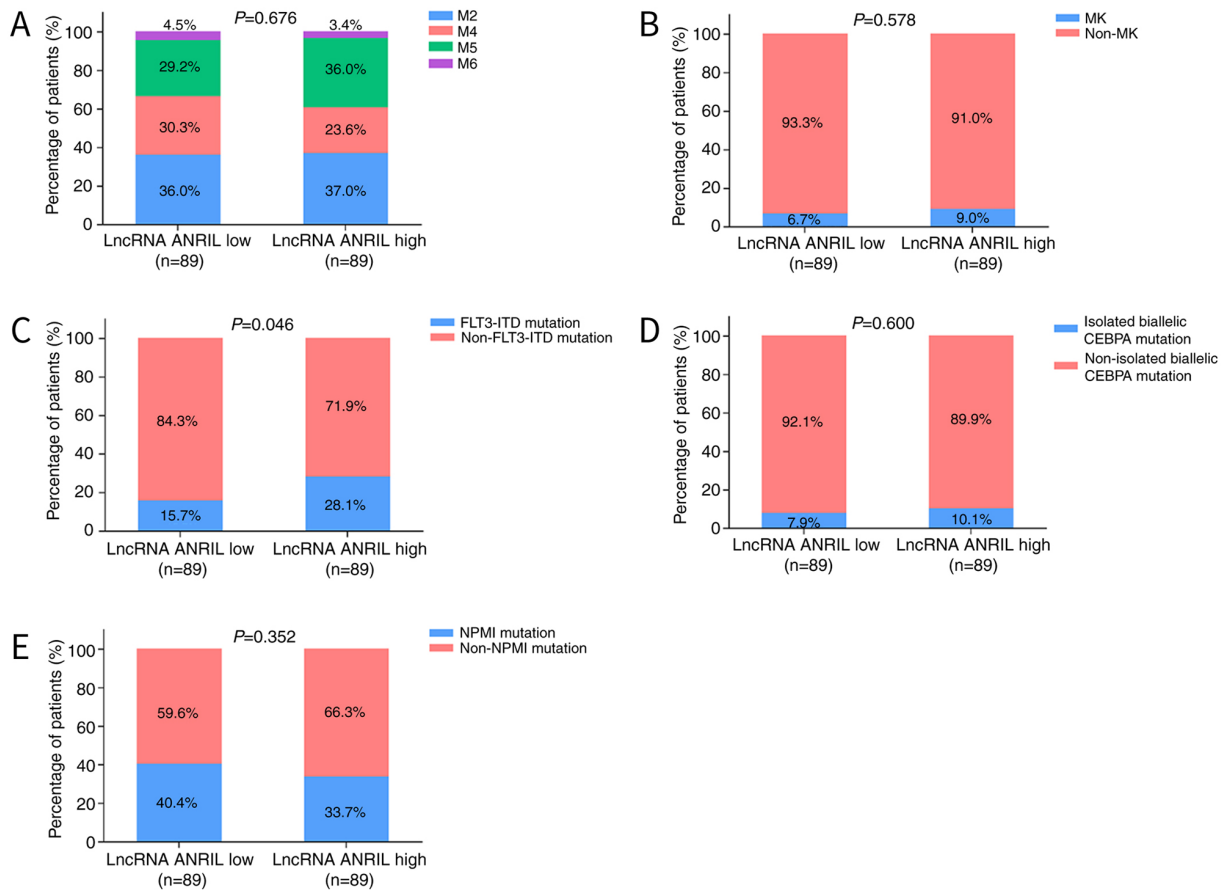 A
P=0.676
M2
M4
M5
M6
Percentage of patients (%)
100
80
60
40
20
0
4.5%
29.2%
30.3%
36.0%
3.4%
36.0%
23.6%
37.0%
LncRNA ANRIL low
(n=89)
LncRNA ANRIL high
(n=89)
B
P=0.578
MK
Non-MK
Percentage of patients (%)
100
80
60
40
20
0
93.3%
6.7%
91.0%
9.0%
LncRNA ANRIL low
(n=89)
LncRNA ANRIL high
(n=89)
C
P=0.046
FLT3-ITD mutation
Non-FLT3-ITD mutation
Percentage of patients (%)
100
80
60
40
20
0
84.3%
15.7%
71.9%
28.1%
LncRNA ANRIL low
(n=89)
LncRNA ANRIL high
(n=89)
D
P=0.600
Isolated biallelic
CEBPA mutation
Non-isolated biallelic
CEBPA mutation
Percentage of patients (%)
100
80
60
40
20
0
92.1%
7.9%
89.9%
10.1%
LncRNA ANRIL low
(n=89)
LncRNA ANRIL high
(n=89)
E
P=0.352
NPMI mutation
Non-NPMI mutation
Percentage of patients (%)
100
80
60
40
20
0
59.6%
40.4%
66.3%
33.7%
LncRNA ANRIL low
(n=89)
LncRNA ANRIL high
(n=89)